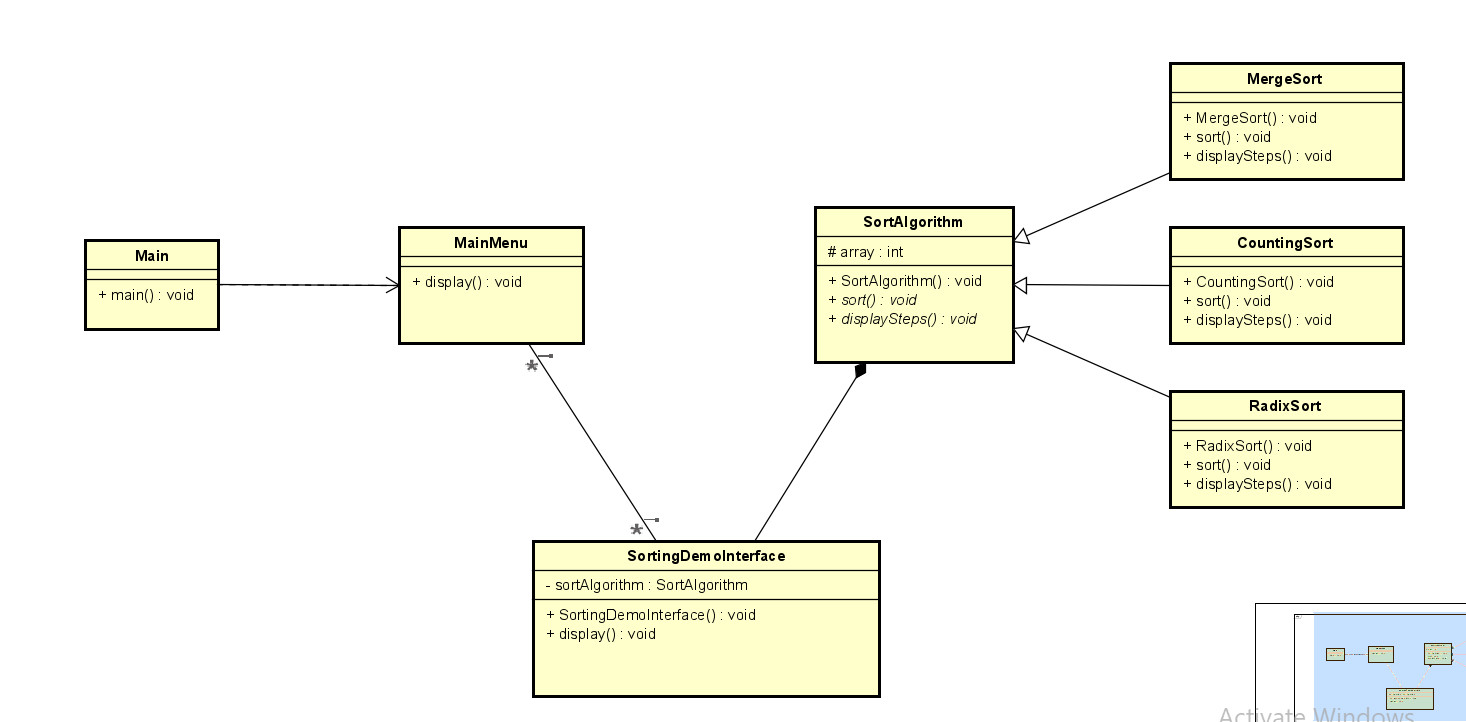 Main
+ main() : void
MainMenu
+ display() : void
*
*
SortAlgorithm
# array : int
+ SortAlgorithm() : void
+ sort() : void
+ displaySteps() : void
MergeSort
+ MergeSort() : void
+ sort() : void
+ displaySteps() : void
CountingSort
+ CountingSort() : void
+ sort() : void
+ displaySteps() : void
RadixSort
+ RadixSort() : void
+ sort() : void
+ displaySteps() : void
SortingDemoInterface
- sortAlgorithm : SortAlgorithm
+ SortingDemoInterface() : void
+ display() : void
Activate Windows